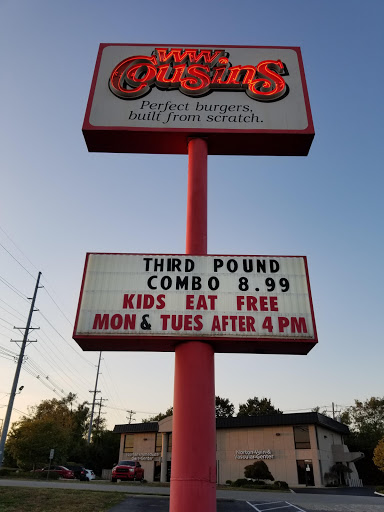 W.W.
Cousins
Perfect burgers,
built from scratch.
THIRD POUND
COMBO 8.99
KIDS EAT FREE
MON & TUES AFTER 4 PM